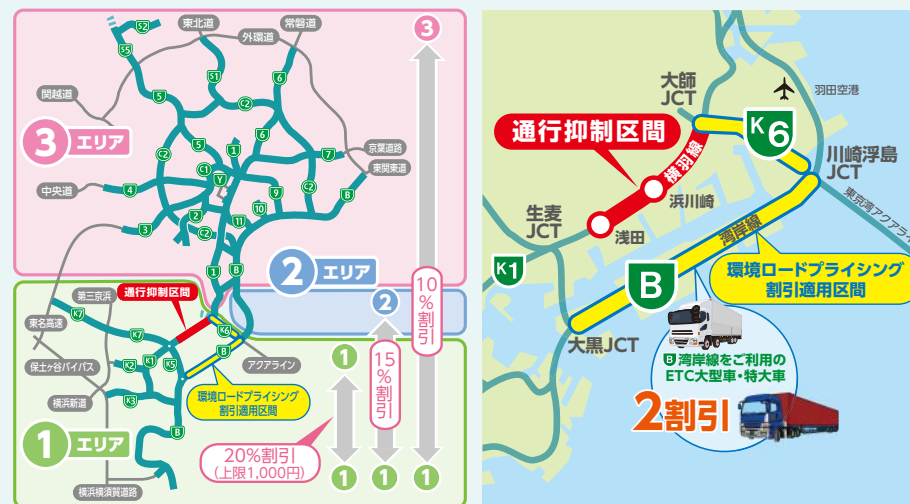 S2
東北道
常磐道
外環道
S5
S1
6
関越道
5
C2
3
3 エリア
5
1
6
7
京葉道路
東関東道
C2
C1
Y
中央道
4
9
C2
B
2
10
11
3
C2
1
B
2 エリア
10%割引
通行抑制区間
第三京浜
K7
2
東名高速
K7
K6
K2
K1
K5
B
アクアライン
1
15%割引
保土ヶ谷バイパス
K3
環境ロードプライシング
割引適用区間
横浜新道
B
1 エリア
20%割引
(上限1,000円)
1
1
1
横浜横須賀道路
大師
JCT
羽田空港
通行抑制区間
K6
横羽線
川崎浮島
JCT
浜川崎
生麦
JCT
浅田
東京湾アクアライ
湾岸線
K1
B
環境ロードプライシング
割引適用区間
大黒JCT
B 湾岸線をご利用の
ETC大型車・特大車
2割引